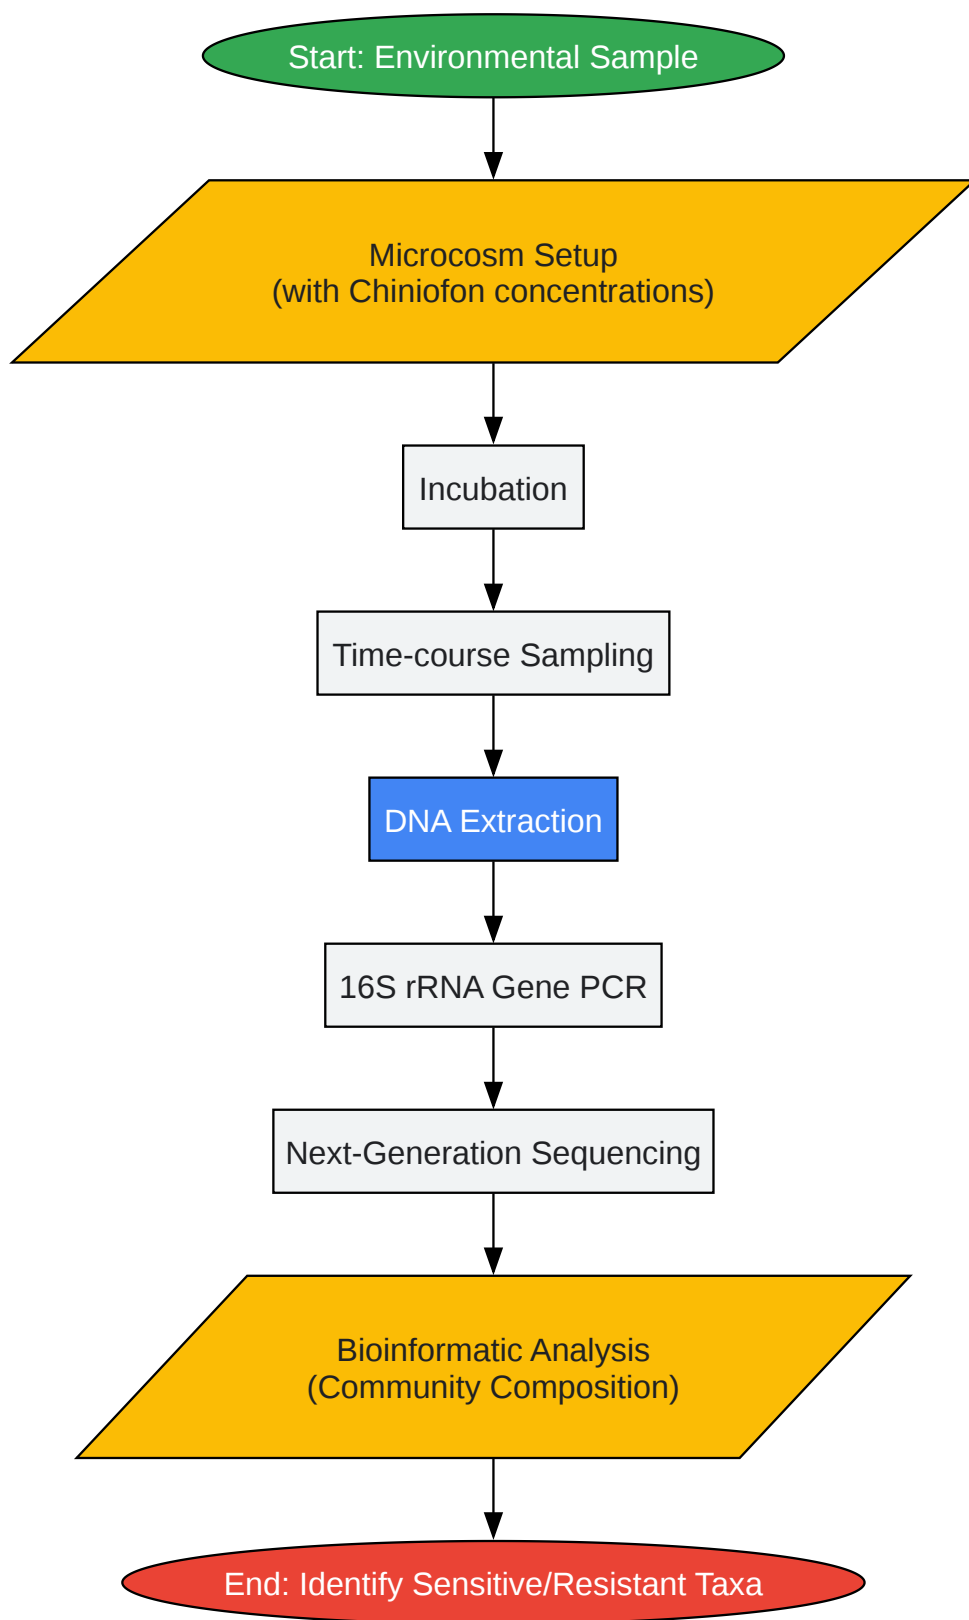 Start: Environmental Sample
Microcosm Setup
(with Chiniofon concentrations)
Incubation
Time-course Sampling
DNA Extraction
16S rRNA Gene PCR
Next-Generation Sequencing
Bioinformatic Analysis
(Community Composition)
End: Identify Sensitive/Resistant Taxa